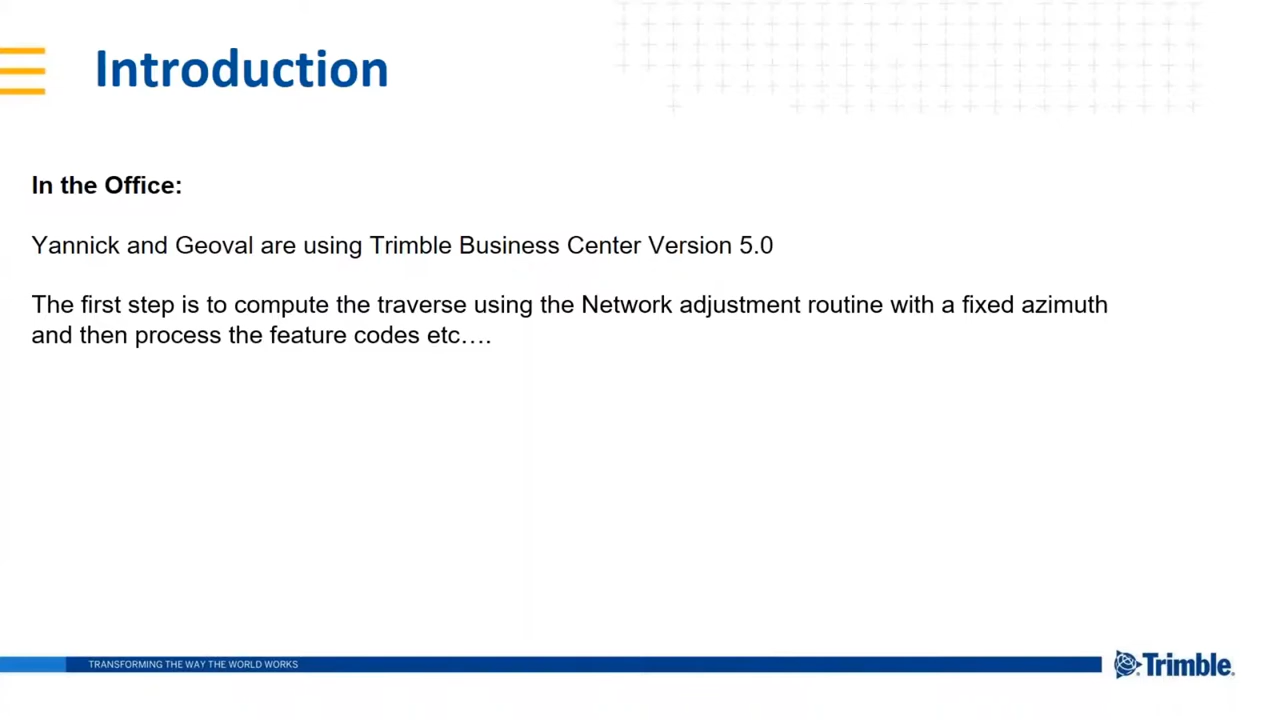 Introduction
In the Office:
Yannick and Geoval are using Trimble Business Center Version 5.0
The first step is to compute the traverse using the Network adjustment routine with a fixed azimuth
and then process the feature codes etc….
TRANSFORMING THE WAY THE WORLD WORKS
Trimble